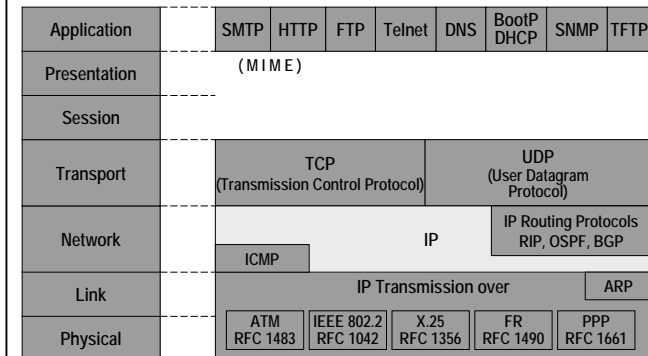 Application
SMTP HTTP FTP Telnet DNS BootP DHCP SNMP TFTP
Presentation
(MIME)
Session
Transport
TCP
(Transmission Control Protocol)
UDP
(User Datagram
Protocol)
Network
IP
IP Routing Protocols
RIP, OSPF, BGP
ICMP
Link
IP Transmission over
ARP
Physical
ATM
RFC 1483
IEEE 802.2
RFC 1042
X.25
RFC 1356
FR
RFC 1490
PPP
RFC 1661